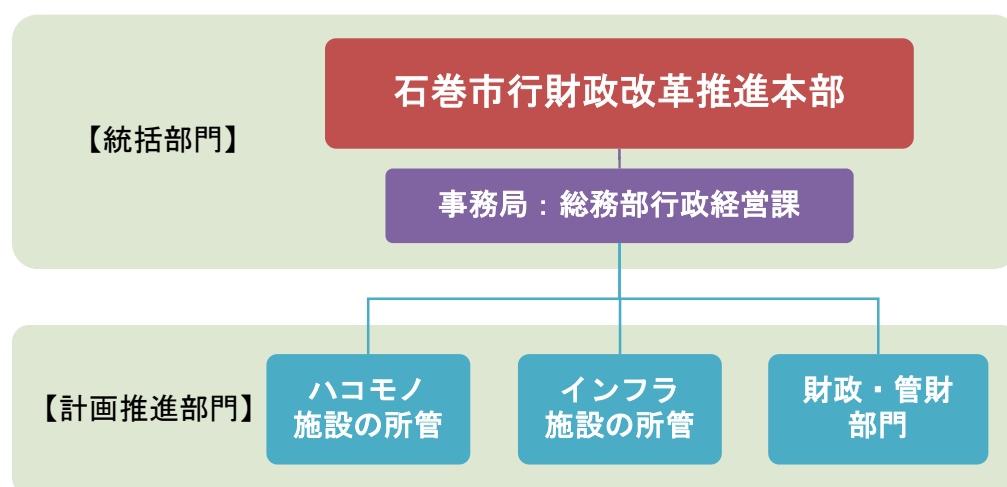 石巻市行財政改革推進本部
【統括部門】
事務局：総務部行政経営課
【計画推進部門】
ハコモノ
施設の所管
インフラ
施設の所管
財政・管財
部門